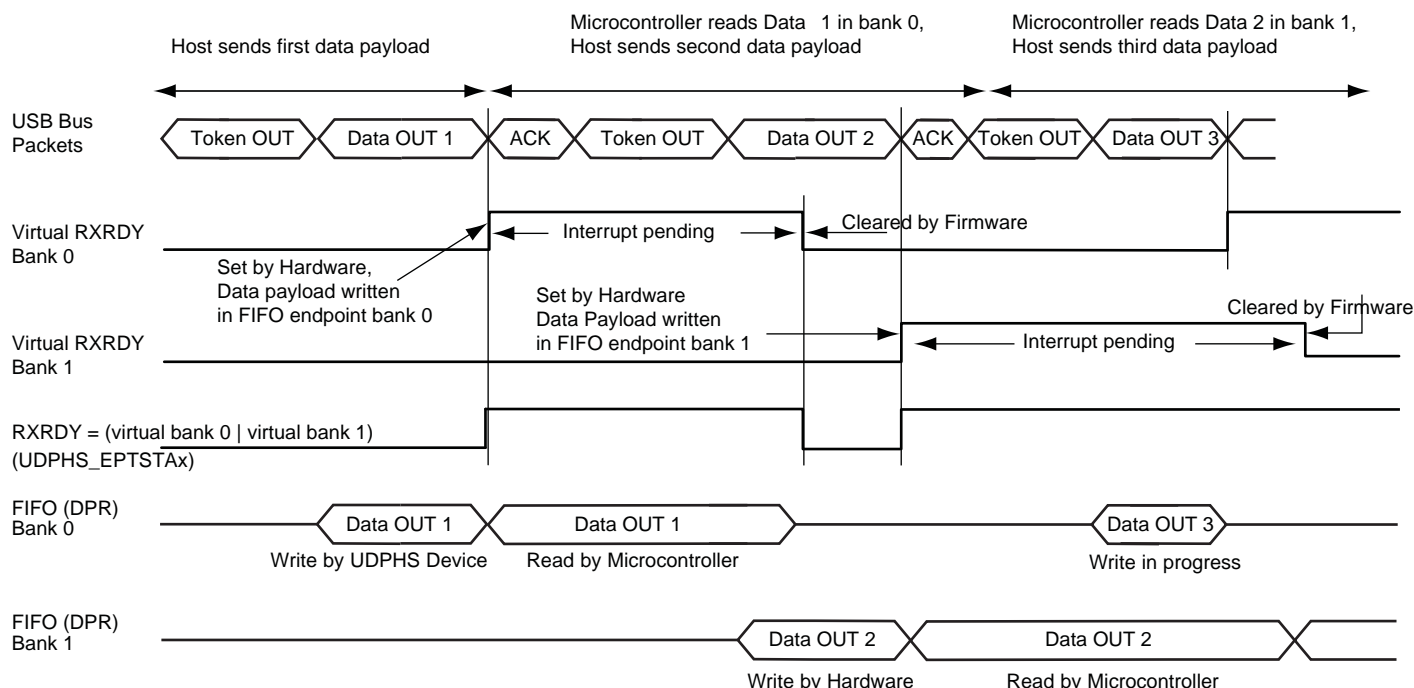 Host sends first data payload
Microcontroller reads Data 1 in bank 0,
Host sends second data payload
Microcontroller reads Data 2 in bank 1,
Host sends third data payload
USB Bus
Packets
Token OUT
Data OUT 1
ACK
Token OUT
Data OUT 2
ACK
Token OUT
Data OUT 3
Virtual RXRDY
Bank 0
Interrupt pending
Cleared by Firmware
Set by Hardware,
Data payload written
in FIFO endpoint bank 0
Set by Hardware
Data Payload written
in FIFO endpoint bank 1
Cleared by Firmware
Virtual RXRDY
Bank 1
Interrupt pending
RXRDY = (virtual bank 0 | virtual bank 1)
(UDPHS_EPTSTAx)
FIFO (DPR)
Bank 0
Data OUT 1
Data OUT 1
Data OUT 3
Write by UDPHS Device
Read by Microcontroller
Write in progress
FIFO (DPR)
Bank 1
Data OUT 2
Data OUT 2
Write by Hardware
Read by Microcontroller